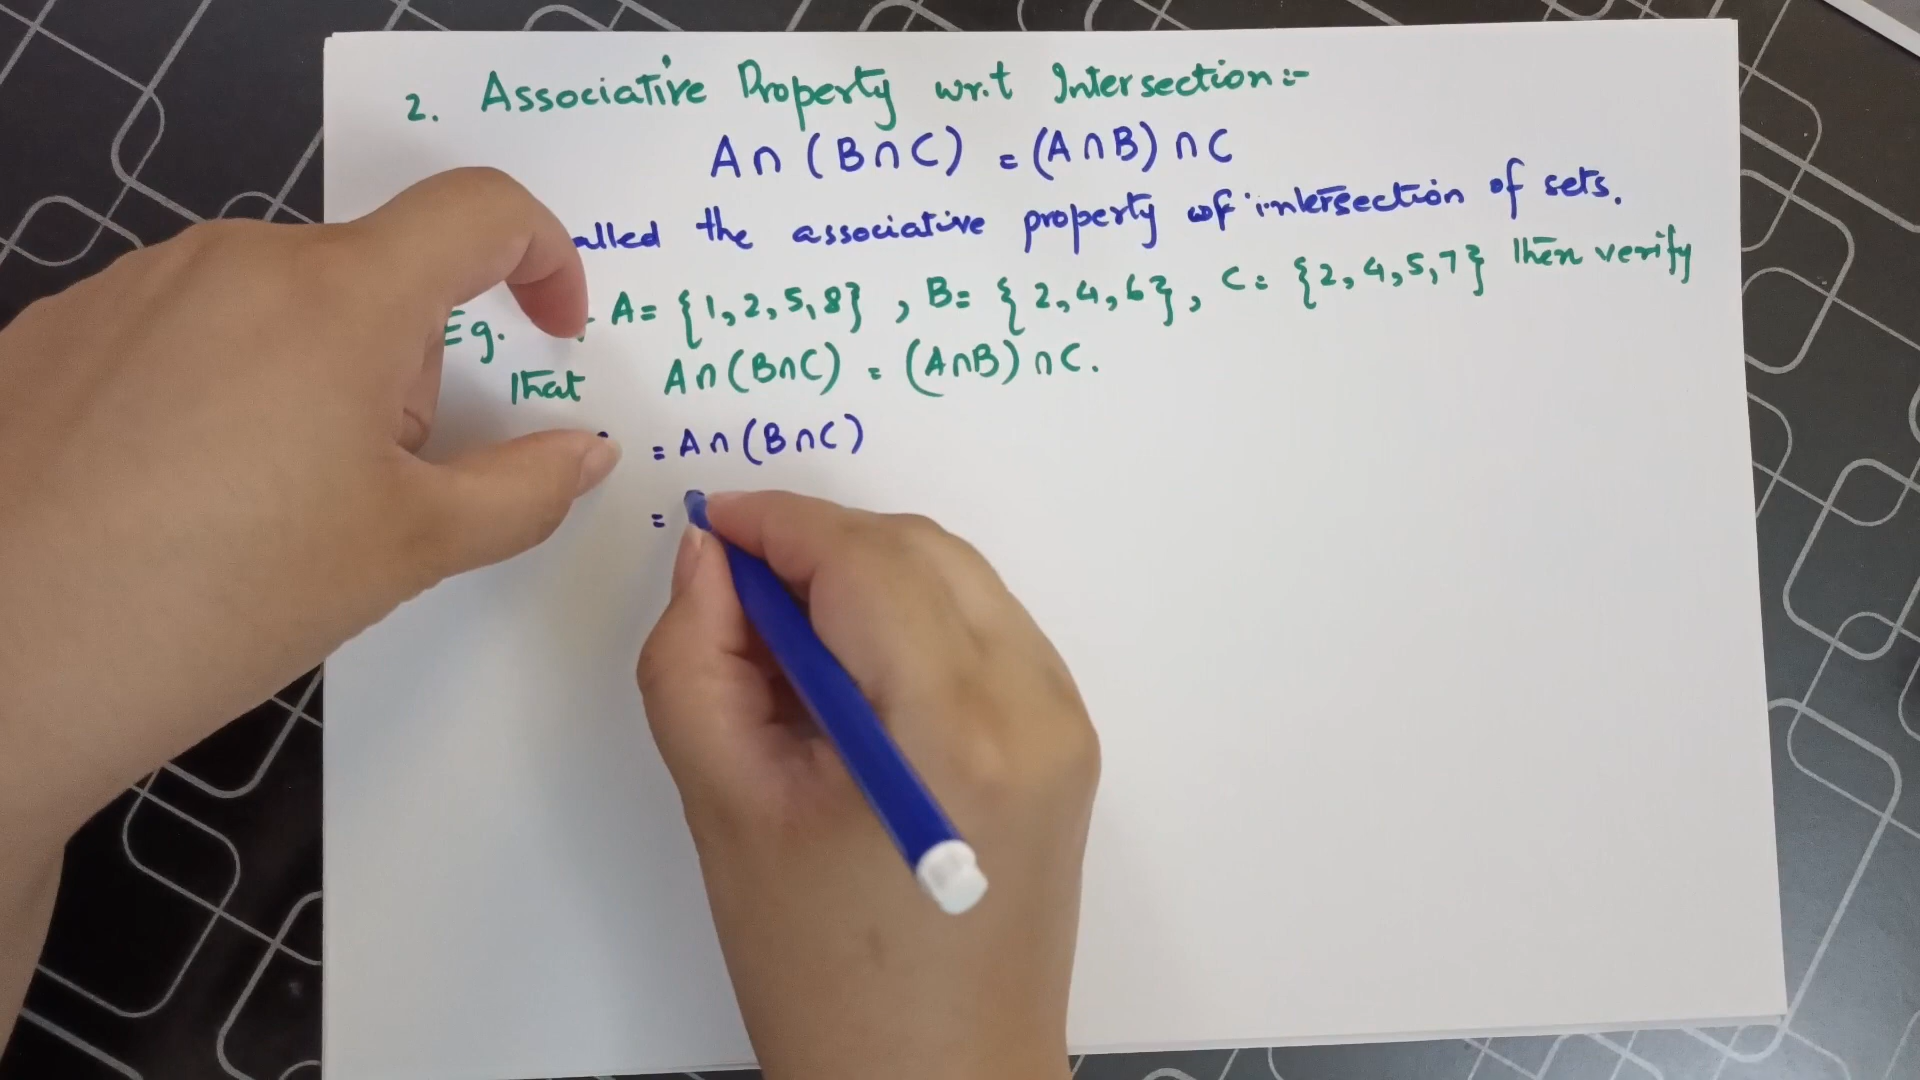 2. Associative Property w.r.t Intersection:-
A∩(B∩C) = (A∩B)∩C
alled the associative property of intersection of sets.
Eg. A= {1,2,5,8}, B= {2,4,6}, C= {2,4,5,7} then verify
that A∩(B∩C) = (A∩B)∩C.
= A∩(B∩C)
=